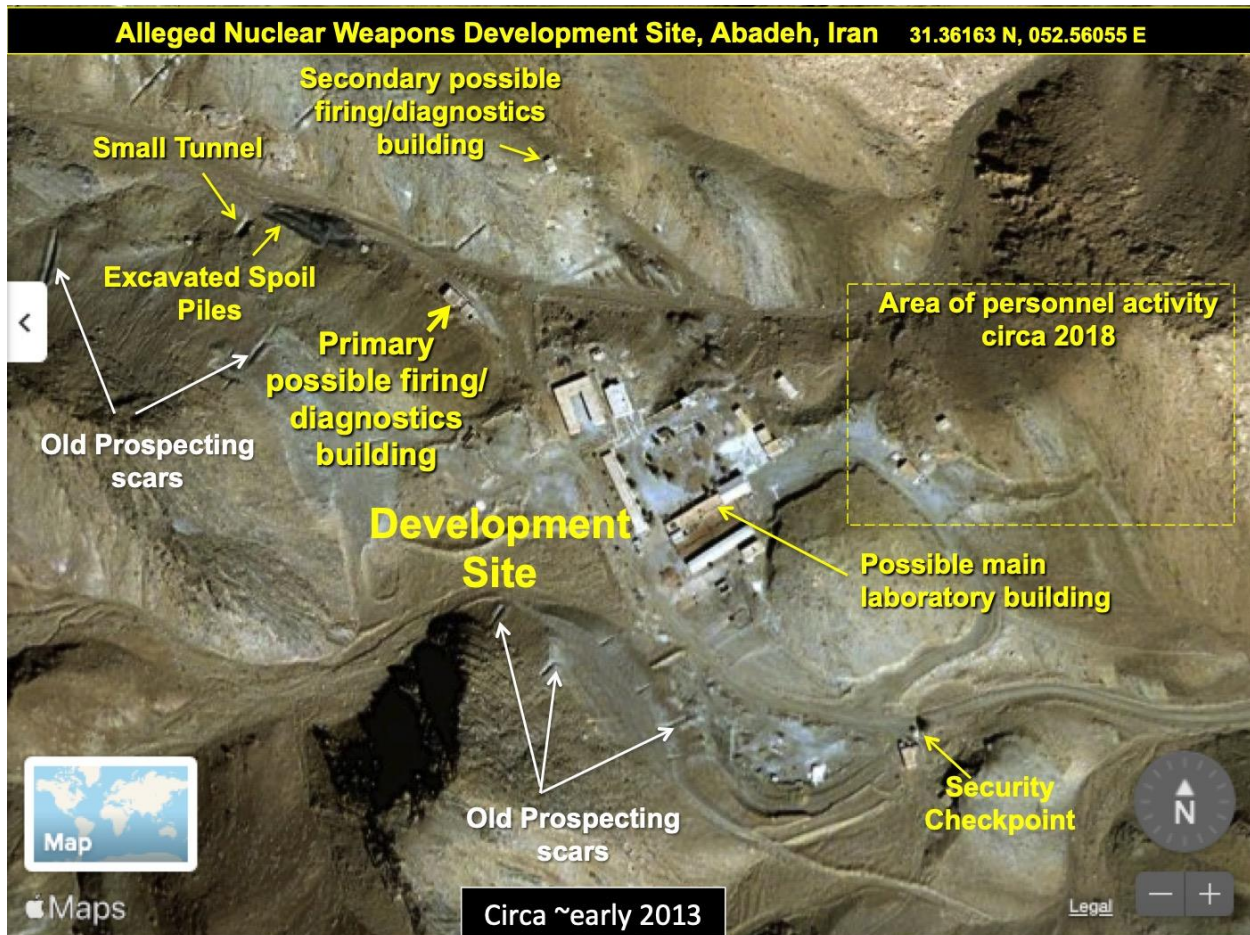 Alleged Nuclear Weapons Development Site, Abadeh, Iran 31.36163 N, 052.56055 E
Secondary possible
firing/diagnostics
building
Small Tunnel
Excavated Spoil
Piles
Area of personnel activity
circa 2018
Primary
possible firing/
diagnostics
building
Old Prospecting
scars
Development
Site
Possible main
laboratory building
Security
Checkpoint
Old Prospecting
scars
Map
N
Maps
Circa ~early 2013
Legal